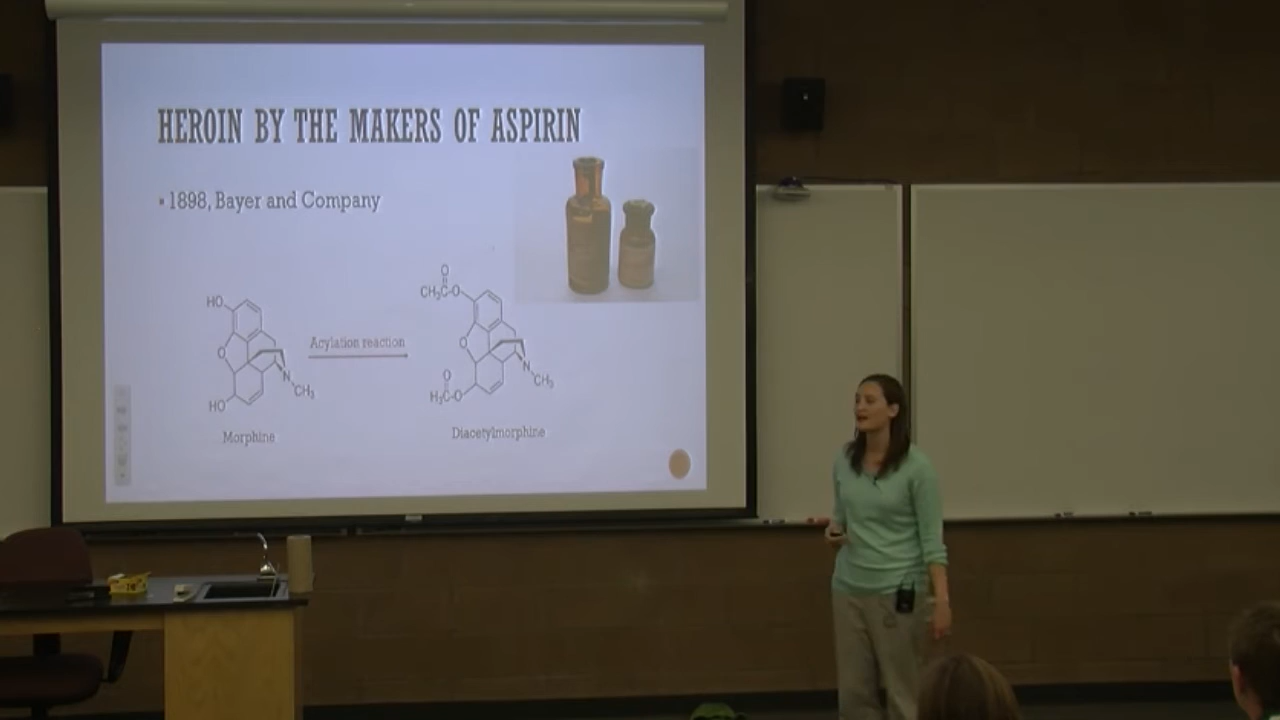 HEROIN BY THE MAKERS OF ASPIRIN
▪ 1898, Bayer and Company
O
CH₃C-O
HO
Acylation reaction
O
O
N
CH₃
N
CH₃
O
H₃C-O
HO
Morphine
Diacetylmorphine